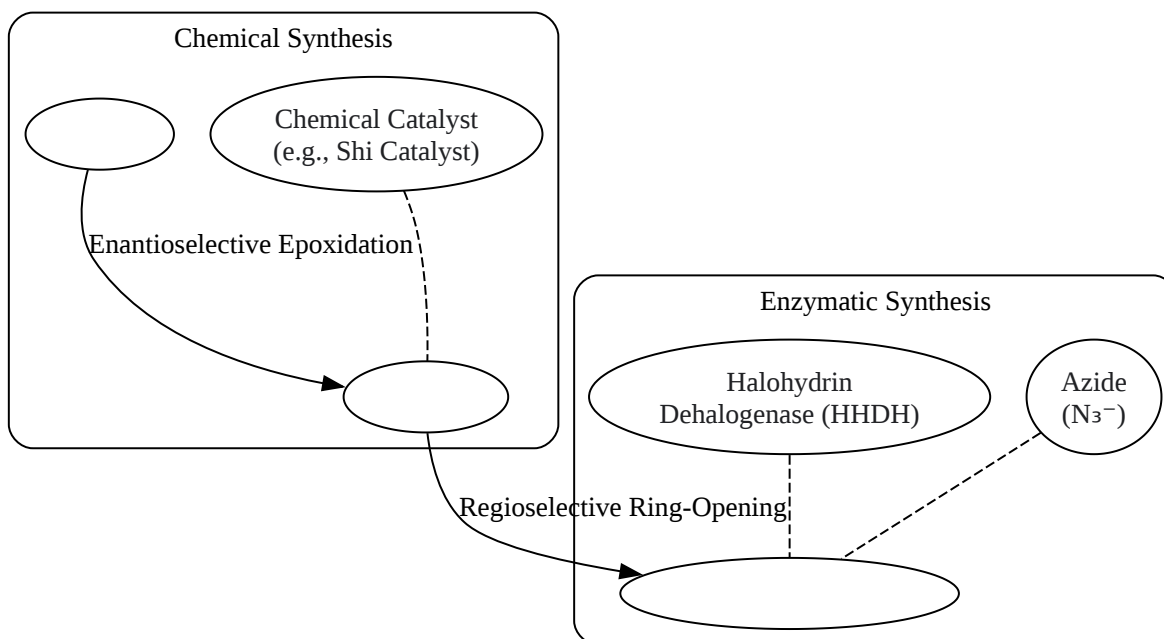 Chemical Synthesis
Chemical Catalyst
(e.g., Shi Catalyst)
Enantioselective Epoxidation
Enzymatic Synthesis
Halohydrin
Dehalogenase (HHDH)
Azide
(N₃⁻)
Regioselective Ring-Opening